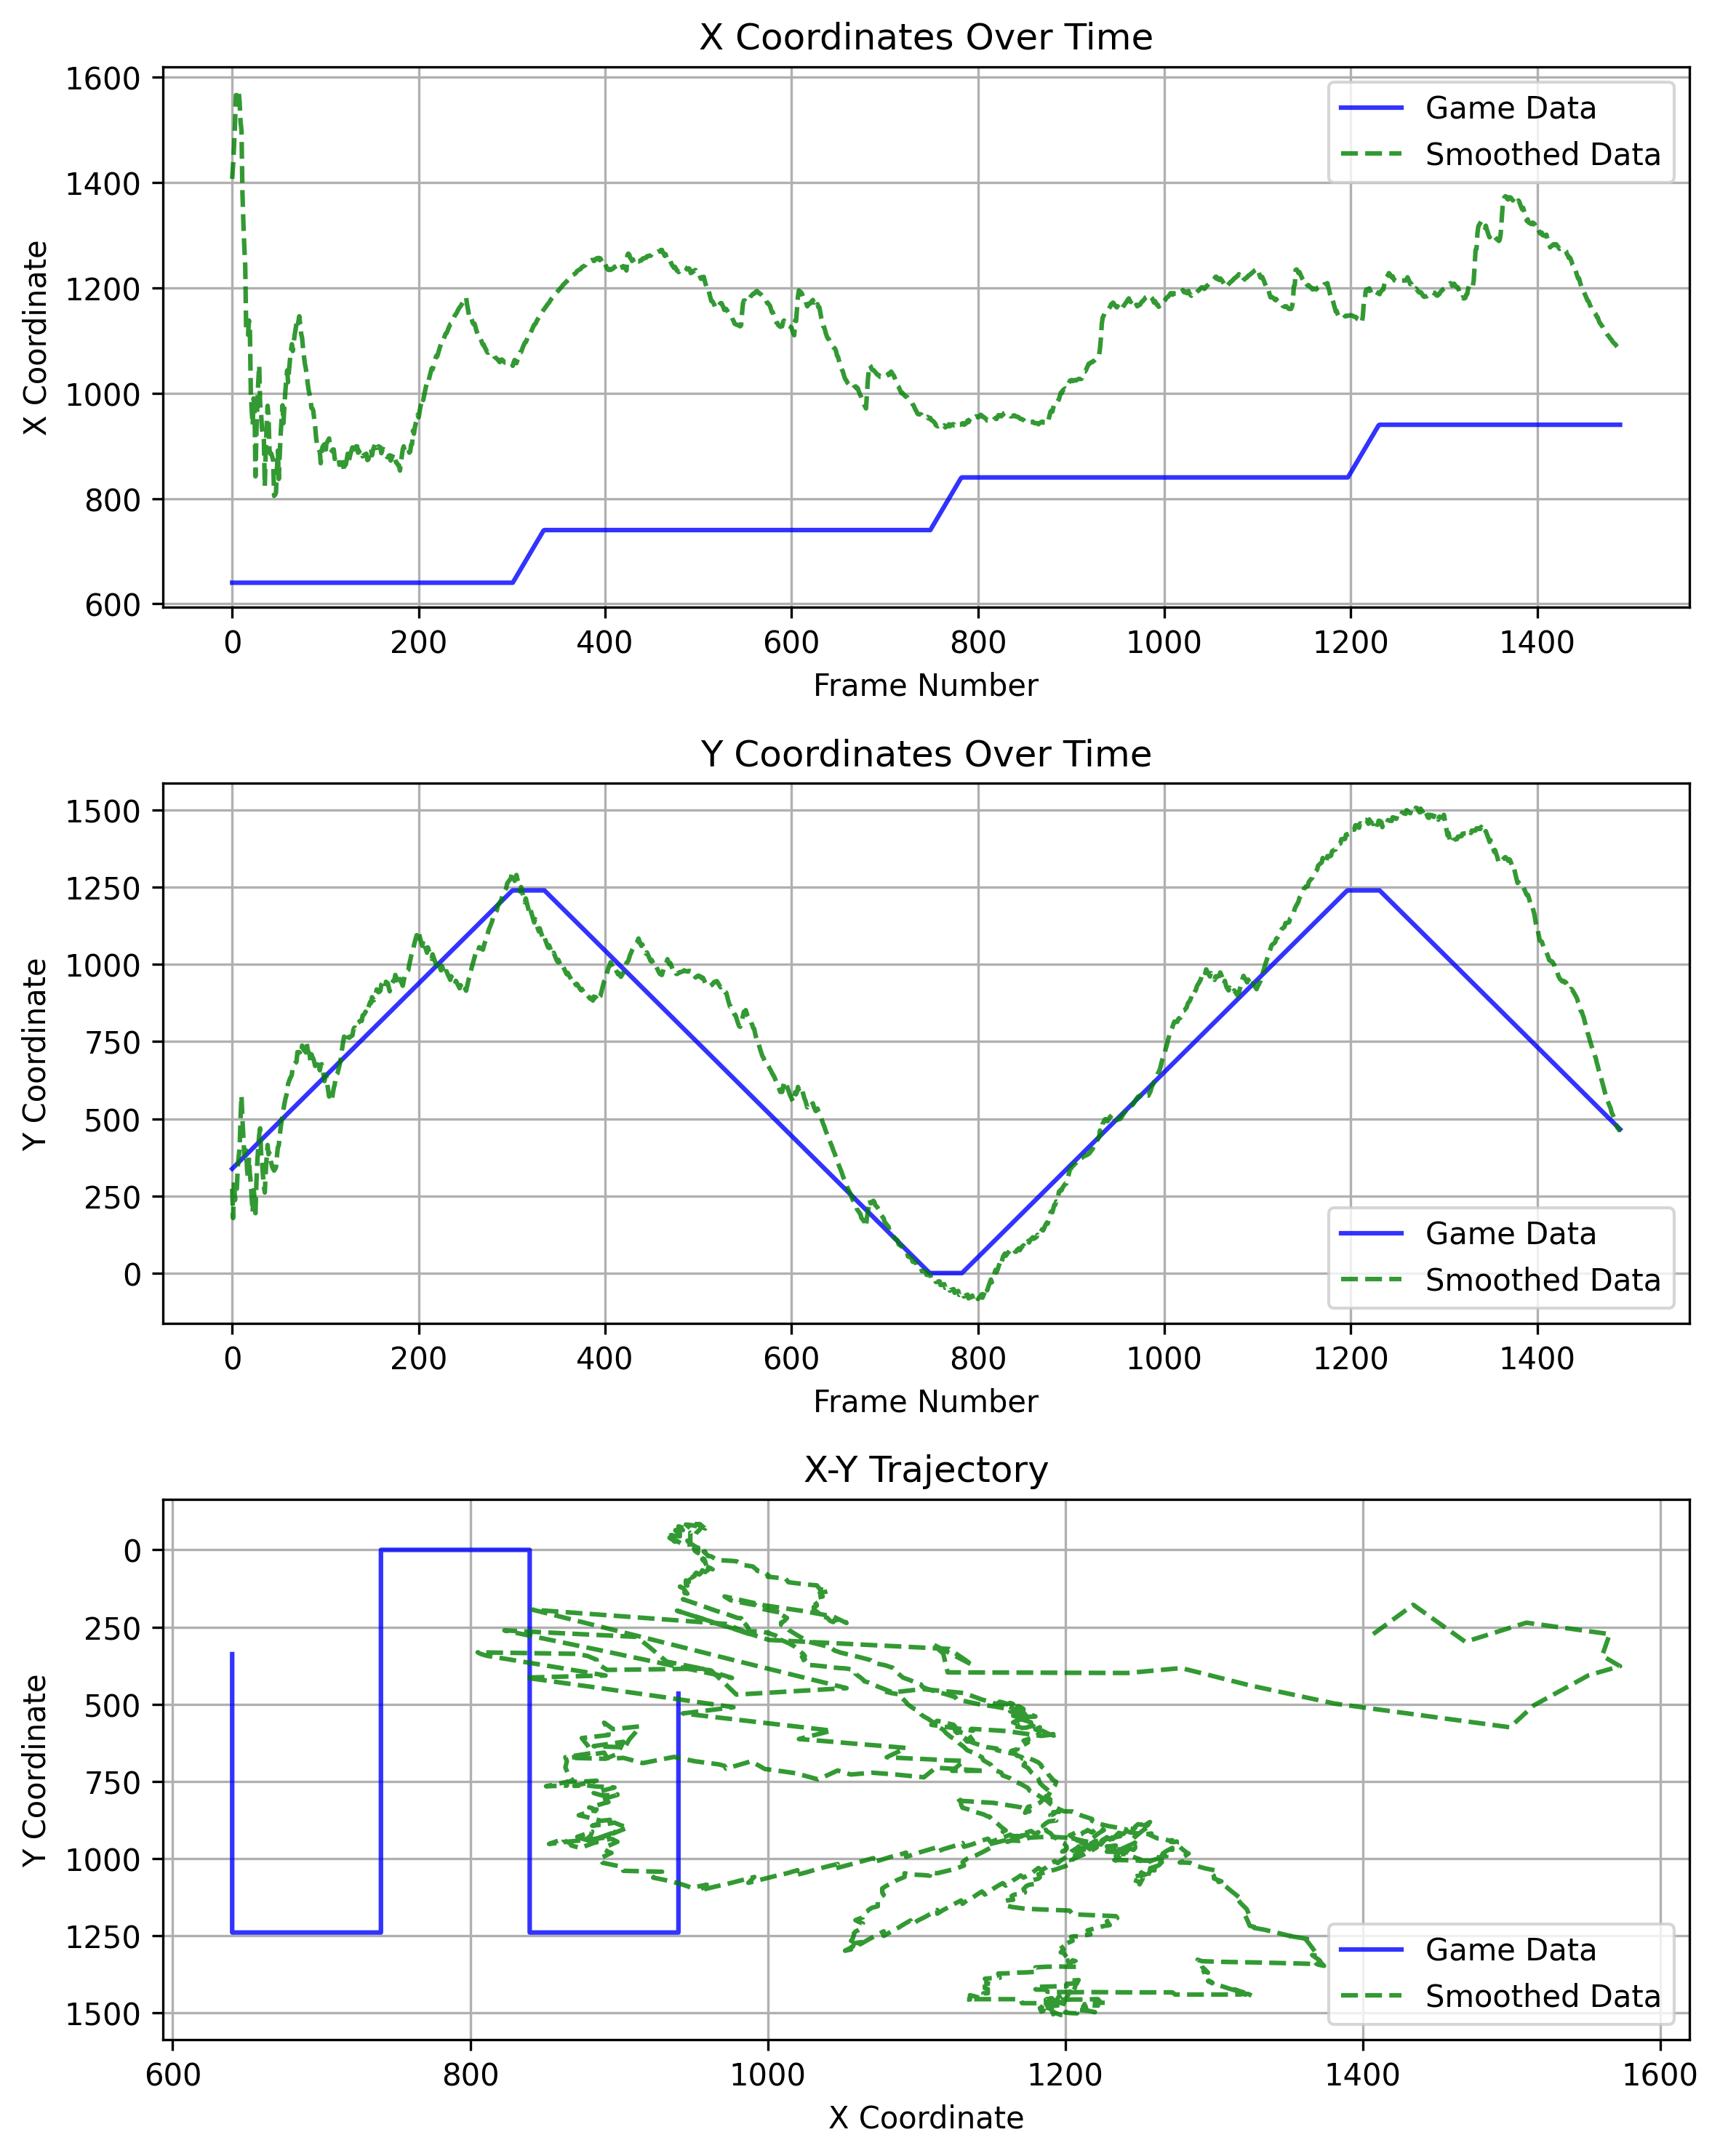 X Coordinates Over Time
1600
1400
1200
1000
800
600
X Coordinate
Game Data
Smoothed Data
0 200 400 600 800 1000 1200 1400
Frame Number
Y Coordinates Over Time
1500
1250
1000
750
500
250
0
Y Coordinate
Game Data
Smoothed Data
0 200 400 600 800 1000 1200 1400
Frame Number
X-Y Trajectory
0
250
500
750
1000
1250
1500
Y Coordinate
Game Data
Smoothed Data
600 800 1000 1200 1400 1600
X Coordinate